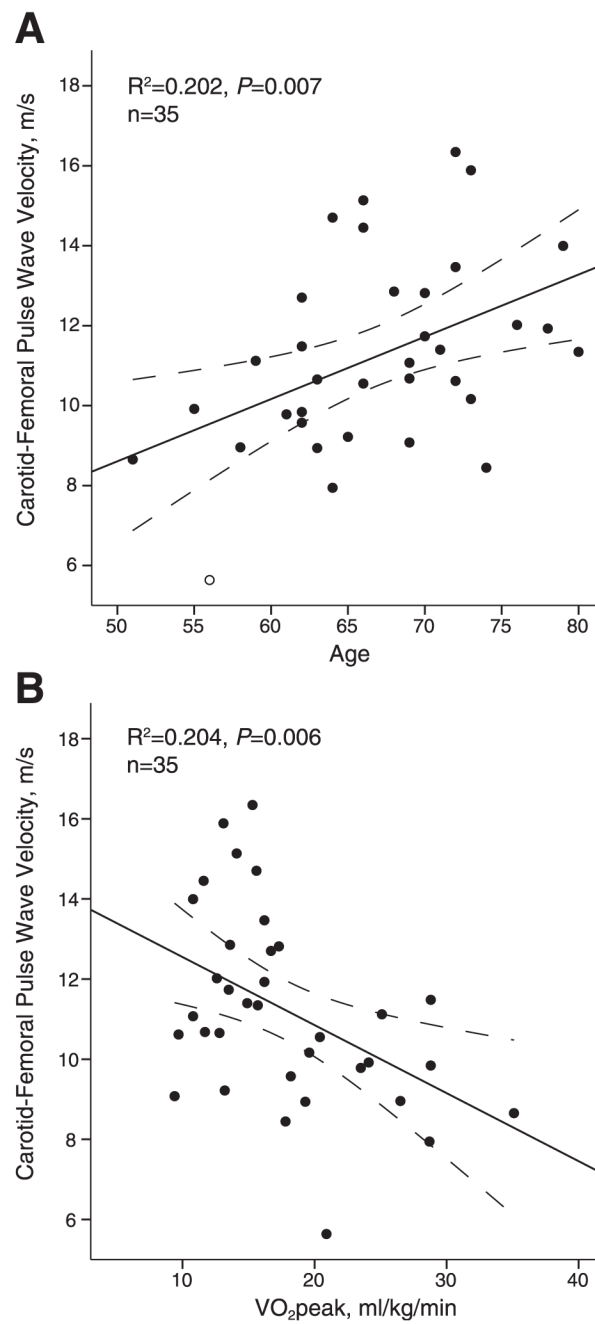 A
R²=0.202, P=0.007
n=35
Carotid-Femoral Pulse Wave Velocity, m/s
18
16
14
12
10
8
6
50 55 60 65 70 75 80
Age
B
R²=0.204, P=0.006
n=35
Carotid-Femoral Pulse Wave Velocity, m/s
18
16
14
12
10
8
6
10 20 30 40
VO₂peak, ml/kg/min